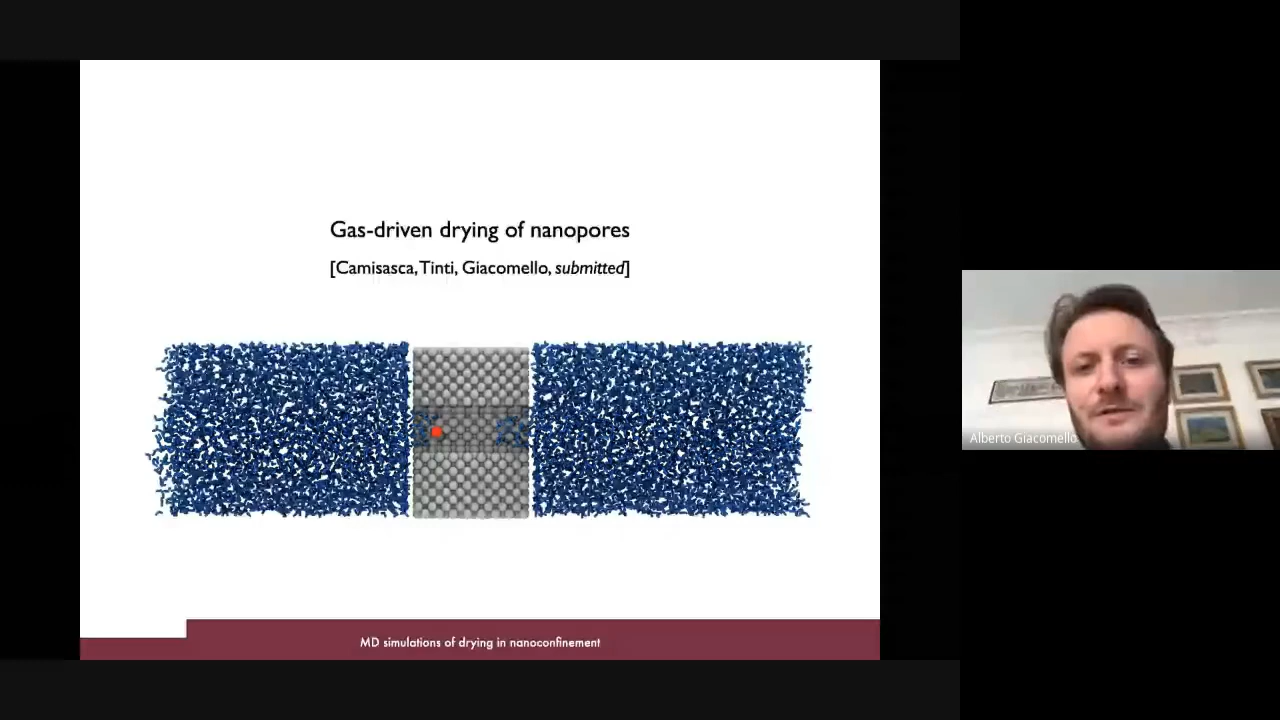 Gas-driven drying of nanopores
[Camisasca, Tinti, Giacomello, submitted]
Alberto Giacomello
MD simulations of drying in nanoconfinement